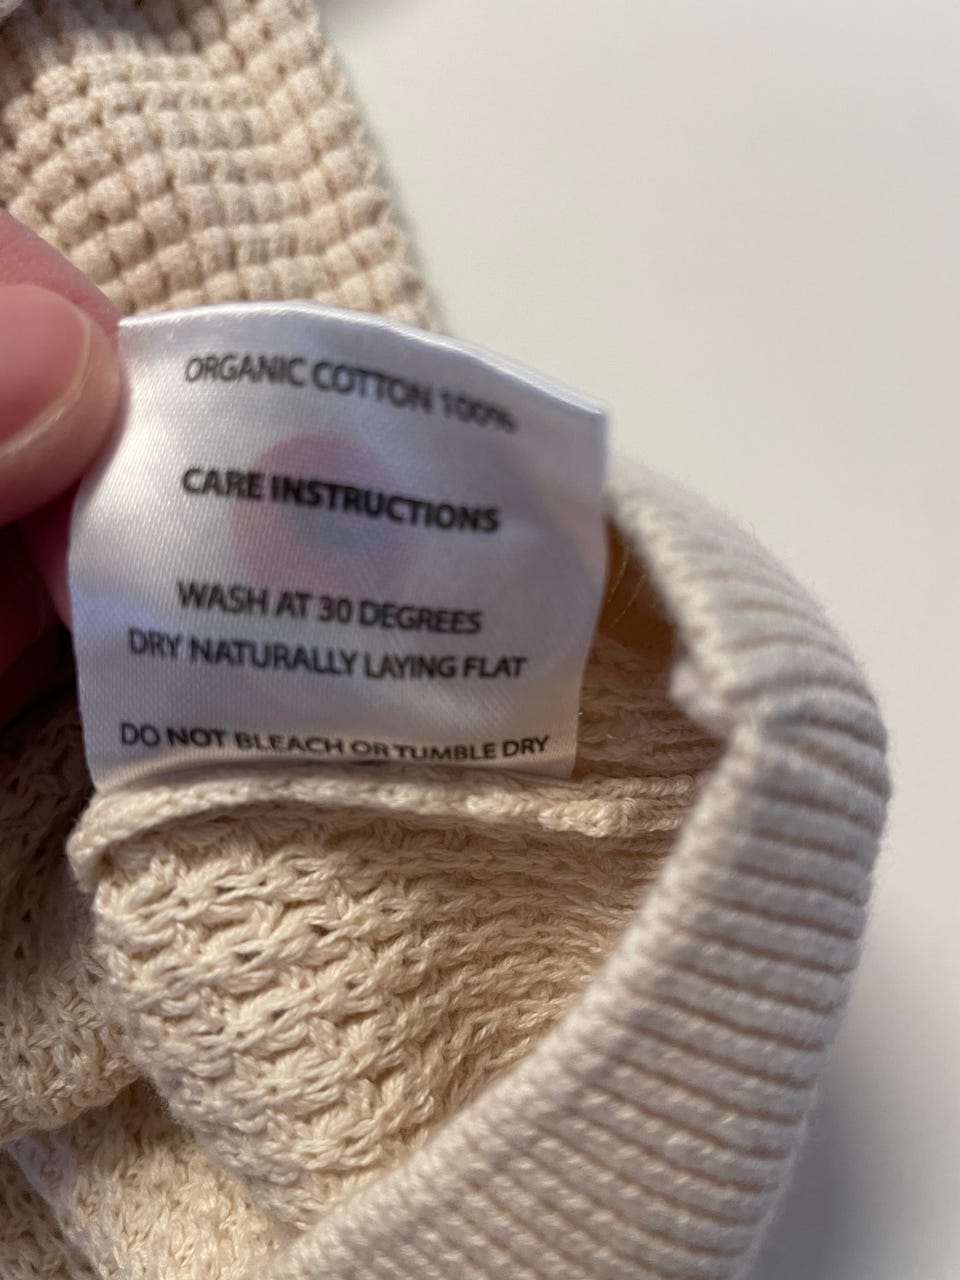 ORGANIC COTTON 100%
CARE INSTRUCTIONS
WASH AT 30 DEGREES
DRY NATURALLY LAYING FLAT
DO NOT BLEACH OR TUMBLE DRY